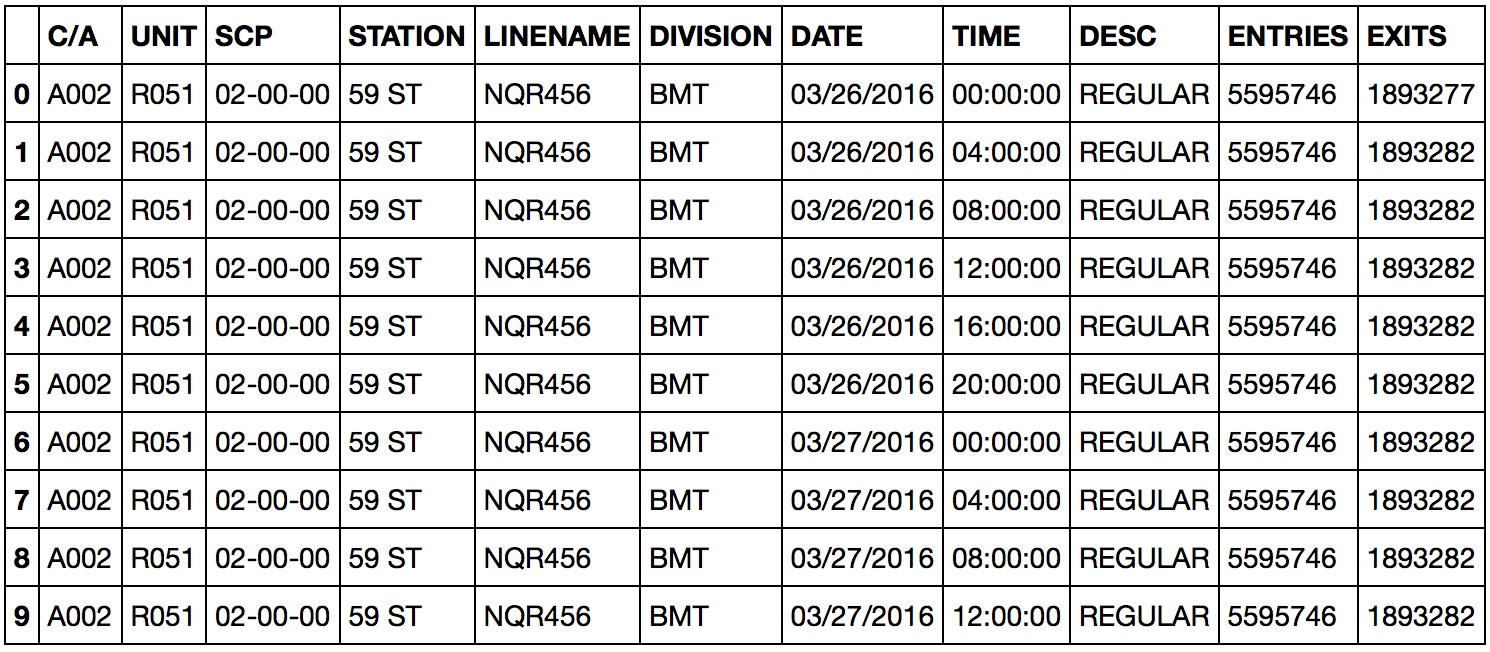 C/A UNIT SCP STATION LINENAME DIVISION DATE TIME DESC ENTRIES EXITS
0 A002 R051 02-00-00 59 ST NQR456 BMT 03/26/2016 00:00:00 REGULAR 5595746 1893277
1 A002 R051 02-00-00 59 ST NQR456 BMT 03/26/2016 04:00:00 REGULAR 5595746 1893282
2 A002 R051 02-00-00 59 ST NQR456 BMT 03/26/2016 08:00:00 REGULAR 5595746 1893282
3 A002 R051 02-00-00 59 ST NQR456 BMT 03/26/2016 12:00:00 REGULAR 5595746 1893282
4 A002 R051 02-00-00 59 ST NQR456 BMT 03/26/2016 16:00:00 REGULAR 5595746 1893282
5 A002 R051 02-00-00 59 ST NQR456 BMT 03/26/2016 20:00:00 REGULAR 5595746 1893282
6 A002 R051 02-00-00 59 ST NQR456 BMT 03/27/2016 00:00:00 REGULAR 5595746 1893282
7 A002 R051 02-00-00 59 ST NQR456 BMT 03/27/2016 04:00:00 REGULAR 5595746 1893282
8 A002 R051 02-00-00 59 ST NQR456 BMT 03/27/2016 08:00:00 REGULAR 5595746 1893282
9 A002 R051 02-00-00 59 ST NQR456 BMT 03/27/2016 12:00:00 REGULAR 5595746 1893282